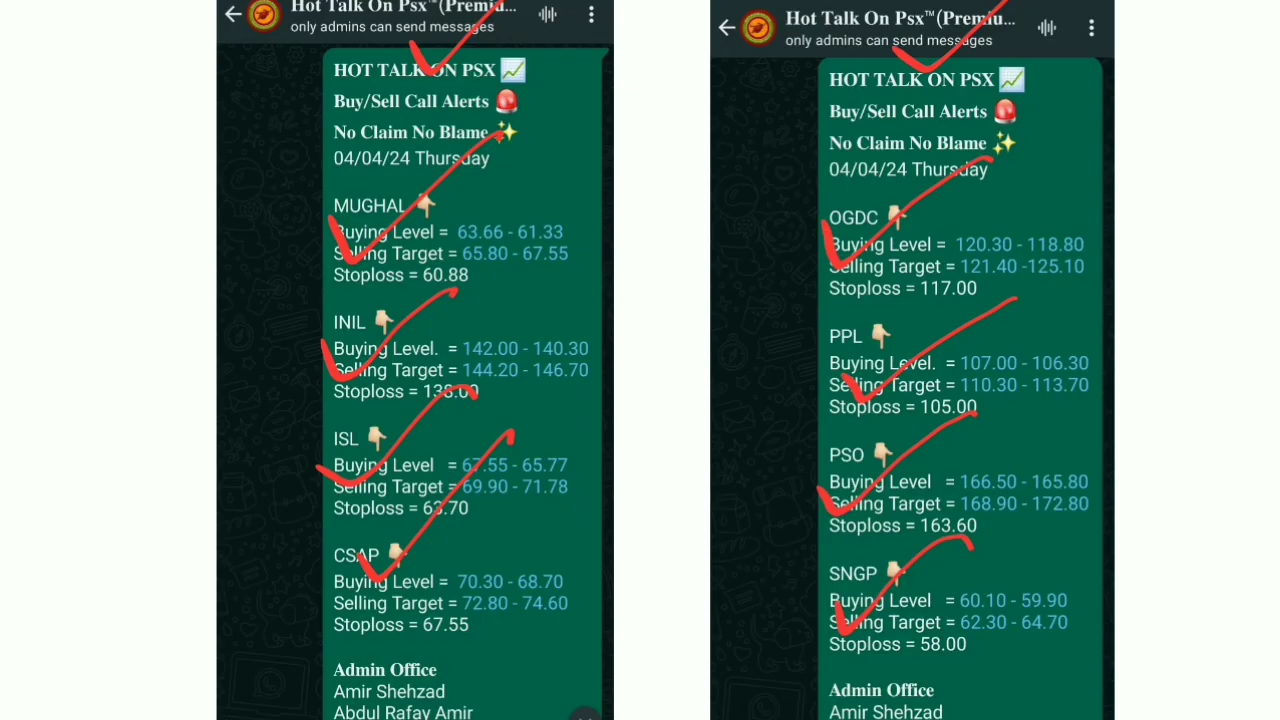 Hot Talk On Psx™(Premiu...
only admins can send messages
HOT TALK ON PSX 📈
Buy/Sell Call Alerts 🚨
No Claim No Blame ✨
04/04/24 Thursday
MUGHAL 👇🏻
Buying Level = 63.66 - 61.33
Selling Target = 65.80 - 67.55
Stoploss = 60.88
INIL 👇🏻
Buying Level. = 142.00 - 140.30
Selling Target = 144.20 - 146.70
Stoploss = 138.00
ISL 👇🏻
Buying Level = 67.55 - 65.77
Selling Target = 69.90 - 71.78
Stoploss = 63.70
CSAP 👇🏻
Buying Level = 70.30 - 68.70
Selling Target = 72.80 - 74.60
Stoploss = 67.55
Admin Office
Amir Shehzad
Abdul Rafay Amir
Hot Talk On Psx™(Premiu...
only admins can send messages
HOT TALK ON PSX 📈
Buy/Sell Call Alerts 🚨
No Claim No Blame ✨
04/04/24 Thursday
OGDC 👇🏻
Buying Level = 120.30 - 118.80
Selling Target = 121.40 -125.10
Stoploss = 117.00
PPL 👇🏻
Buying Level. = 107.00 - 106.30
Selling Target = 110.30 - 113.70
Stoploss = 105.00
PSO 👇🏻
Buying Level = 166.50 - 165.80
Selling Target = 168.90 - 172.80
Stoploss = 163.60
SNGP 👇🏻
Buying Level = 60.10 - 59.90
Selling Target = 62.30 - 64.70
Stoploss = 58.00
Admin Office
Amir Shehzad